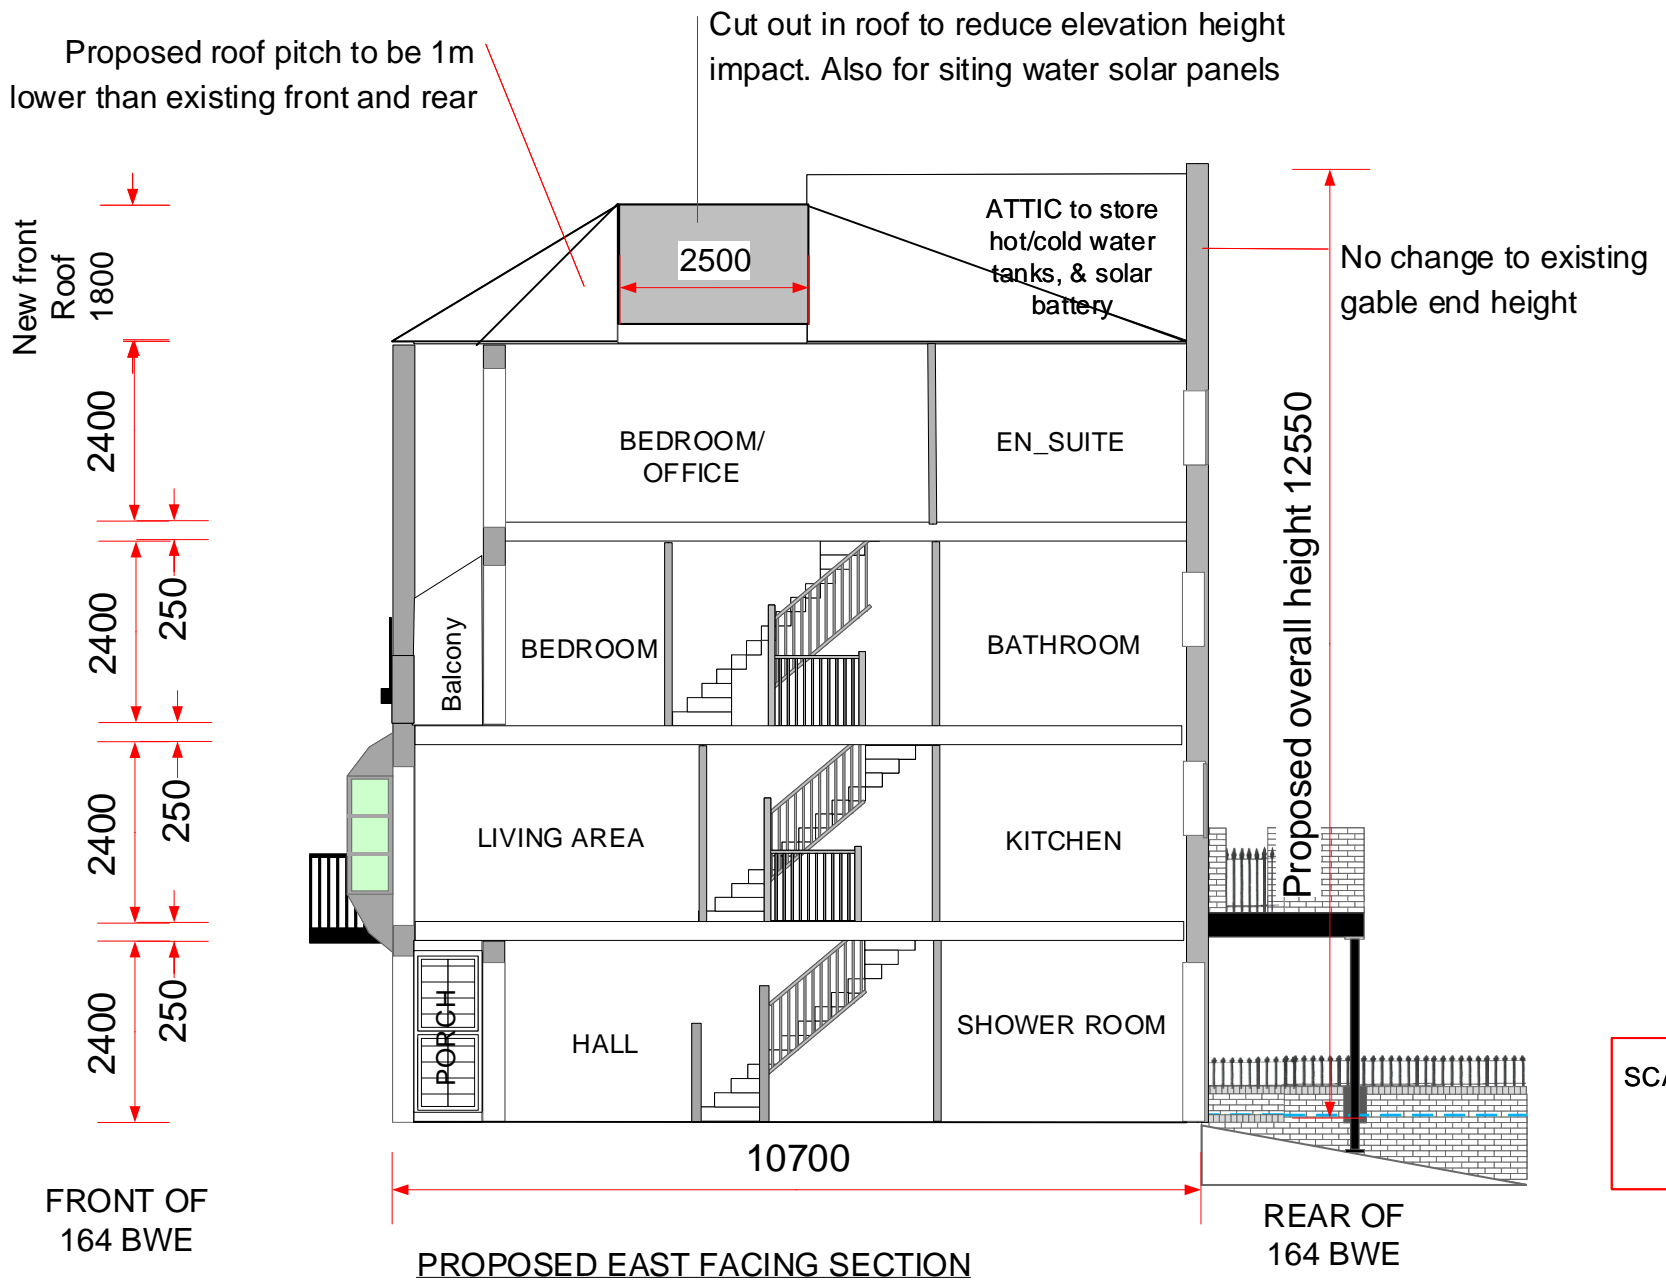 Cut out in roof to reduce elevation height
impact. Also for siting water solar panels
Proposed roof pitch to be 1m
lower than existing front and rear
New front
Roof
1800
2500
ATTIC to store
hot/cold water
tanks, & solar
battery
No change to existing
gable end height
2400
BEDROOM/
OFFICE
EN_SUITE
Proposed overall height 12550
2400
250
Balcony
BEDROOM
BATHROOM
2400
250
LIVING AREA
KITCHEN
2400
250
PORCH
HALL
SHOWER ROOM
SCA
10700
FRONT OF
164 BWE
REAR OF
164 BWE
PROPOSED EAST FACING SECTION